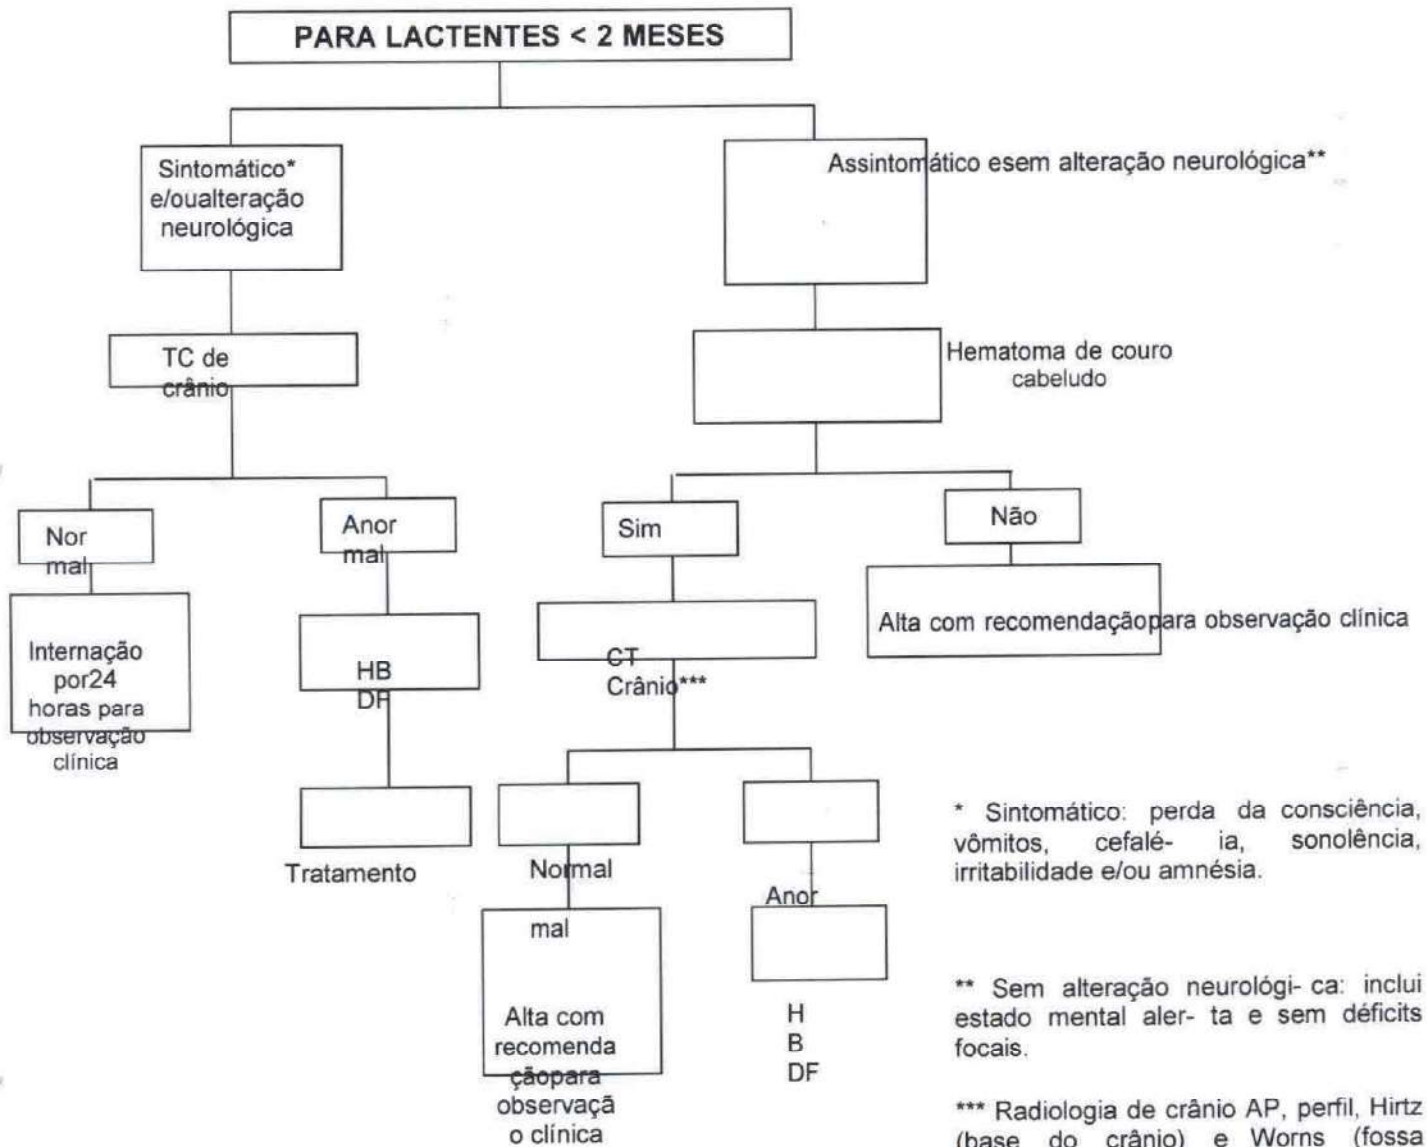 PARA LACTENTES < 2 MESES
Sintomático*
e/oualteração
neurológica
Assintomático esem alteração neurológica**
TC de
crânio
Hematoma de couro
cabeludo
Nor
mal
Anor
mal
Sim
Não
Internação
por24
horas para
observação
clínica
HB
DF
CT
Crânio***
Alta com recomendaçãopara observação clínica
Tratamento
Normal
Anor
mal
Alta com
recomenda
çãopara
observaçã
o clínica
H
B
DF
* Sintomático: perda da consciência,
vômitos, cefalé- ia, sonolência,
irritabilidade e/ou amnésia.
** Sem alteração neurológi- ca: inclui
estado mental aler- ta e sem déficits
focais.
*** Radiologia de crânio AP, perfil, Hirtz
(base do crânio) e Worns (fossa